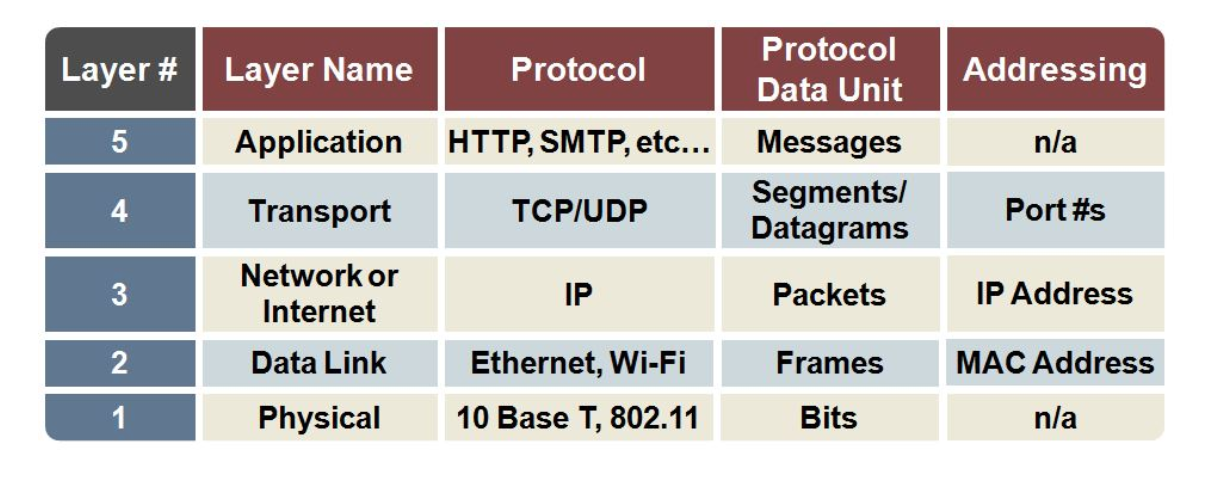 Layer # Layer Name Protocol Protocol Data Unit Addressing
5 Application HTTP, SMTP, etc… Messages n/a
4 Transport TCP/UDP Segments/ Datagrams Port #s
3 Network or Internet IP Packets IP Address
2 Data Link Ethernet, Wi-Fi Frames MAC Address
1 Physical 10 Base T, 802.11 Bits n/a